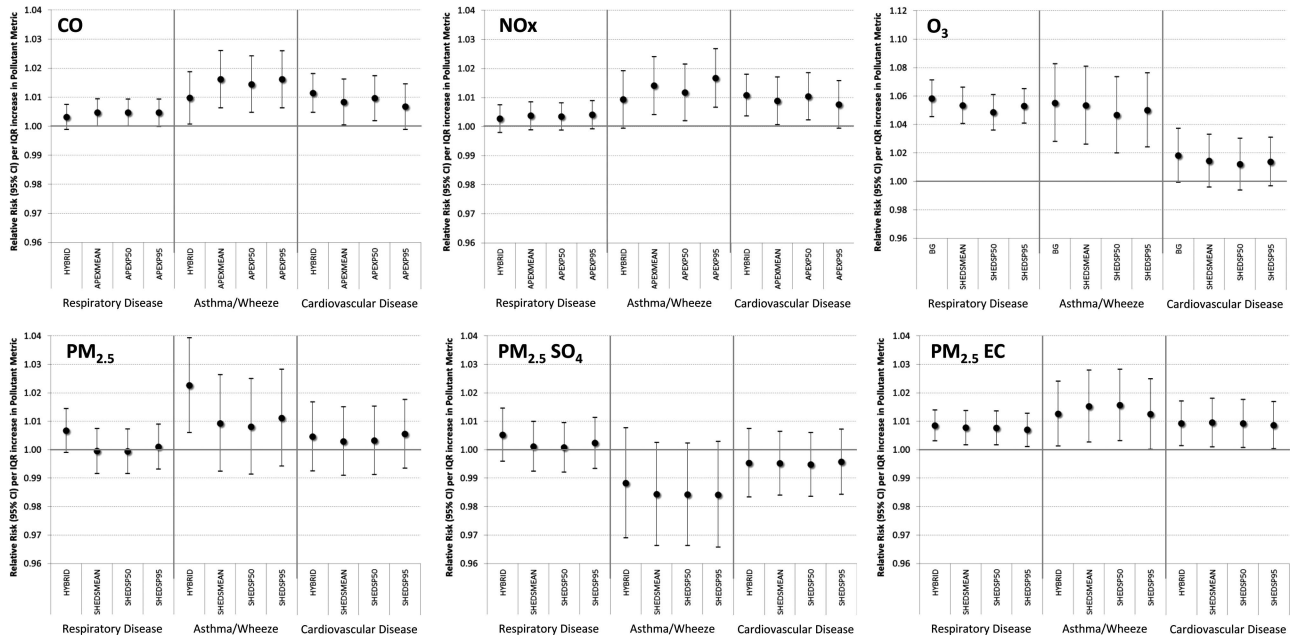 CO
Relative Risk (95% CI) per IQR increase in Pollutant Metric
1.04
1.03
1.02
1.01
1.00
0.99
0.98
0.97
0.96
HYBRID
APEXMEAN
APEXP50
APEXP95
HYBRID
APEXMEAN
APEXP50
APEXP95
HYBRID
APEXMEAN
APEXP50
APEXP95
Respiratory Disease Asthma/Wheeze Cardiovascular Disease
NOx
Relative Risk (95% CI) per IQR increase in Pollutant Metric
1.04
1.03
1.02
1.01
1.00
0.99
0.98
0.97
0.96
HYBRID
APEXMEAN
APEXP50
APEXP95
HYBRID
APEXMEAN
APEXP50
APEXP95
HYBRID
APEXMEAN
APEXP50
APEXP95
Respiratory Disease Asthma/Wheeze Cardiovascular Disease
O3
Relative Risk (95% CI) per IQR increase in Pollutant Metric
1.12
1.10
1.08
1.06
1.04
1.02
1.00
0.98
0.96
BG
SHEDSMEAN
SHEDSP50
SHEDSP95
BG
SHEDSMEAN
SHEDSP50
SHEDSP95
BG
SHEDSMEAN
SHEDSP50
SHEDSP95
Respiratory Disease Asthma/Wheeze Cardiovascular Disease
PM2.5
Relative Risk (95% CI) per IQR increase in Pollutant Metric
1.04
1.03
1.02
1.01
1.00
0.99
0.98
0.97
0.96
HYBRID
SHEDSMEAN
SHEDSP50
SHEDSP95
HYBRID
SHEDSMEAN
SHEDSP50
SHEDSP95
HYBRID
SHEDSMEAN
SHEDSP50
SHEDSP95
Respiratory Disease Asthma/Wheeze Cardiovascular Disease
PM2.5 SO4
Relative Risk (95% CI) per IQR increase in Pollutant Metric
1.04
1.03
1.02
1.01
1.00
0.99
0.98
0.97
0.96
HYBRID
SHEDSMEAN
SHEDSP50
SHEDSP95
HYBRID
SHEDSMEAN
SHEDSP50
SHEDSP95
HYBRID
SHEDSMEAN
SHEDSP50
SHEDSP95
Respiratory Disease Asthma/Wheeze Cardiovascular Disease
PM2.5 EC
Relative Risk (95% CI) per IQR increase in Pollutant Metric
1.04
1.03
1.02
1.01
1.00
0.99
0.98
0.97
0.96
HYBRID
SHEDSMEAN
SHEDSP50
SHEDSP95
HYBRID
SHEDSMEAN
SHEDSP50
SHEDSP95
HYBRID
SHEDSMEAN
SHEDSP50
SHEDSP95
Respiratory Disease Asthma/Wheeze Cardiovascular Disease